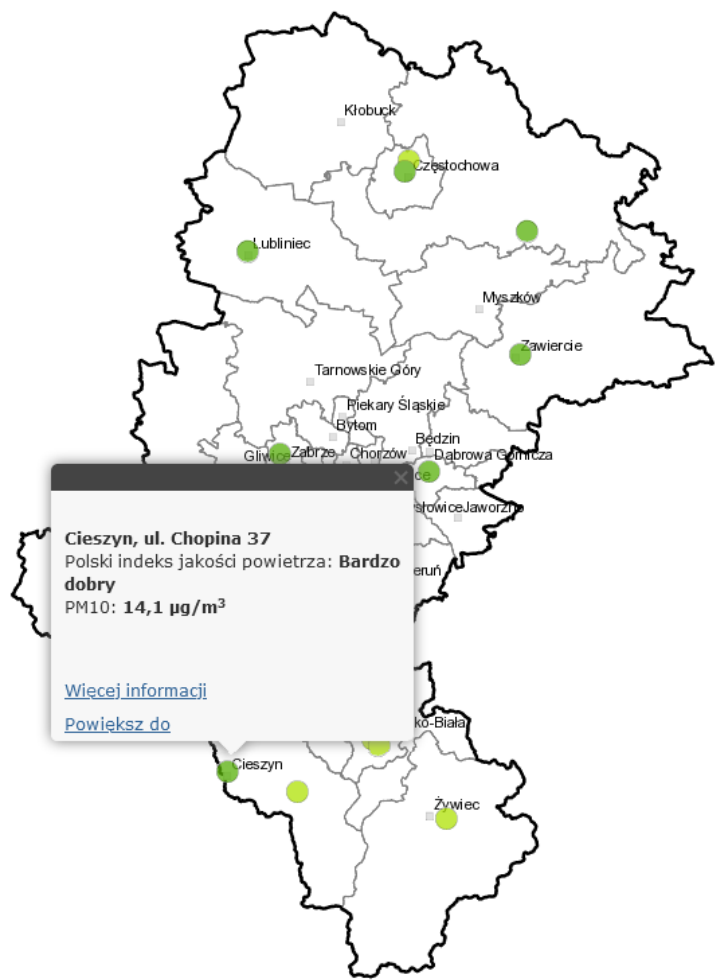 Kłobuck
Częstochowa
Lubliniec
Myszków
Zawiercie
Tarnowskie Góry
Piekary Śląskie
Bytom
Będzin
Gliwice
Zabrze
Chorzów
Dąbrowa Górnicza
Jaworzno
Cieszyn, ul. Chopina 37
Polski indeks jakości powietrza: Bardzo
dobry
PM10: 14,1 µg/m³
Więcej informacji
Powiększ do
ko-Biała
Cieszyn
Żywiec